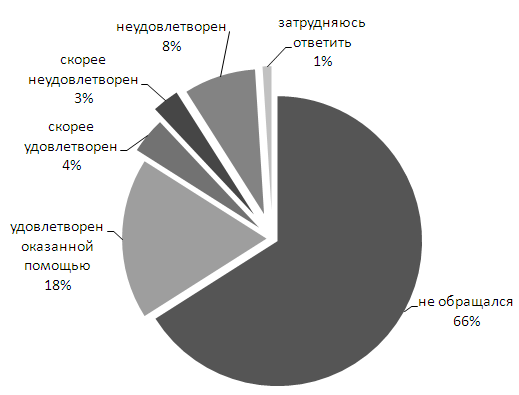 затрудняюсь
ответить
1%
неудовлетворен
8%
скорее
неудовлетворен
3%
скорее
удовлетворен
4%
удовлетворен
оказанной
помощью
18%
не обращался
66%